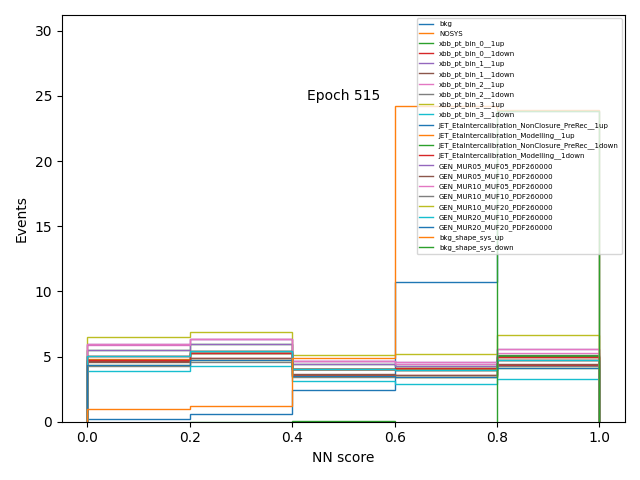 30
25
20
15
10
5
0
Events
Epoch 515
bkg
NOSYS
xbb_pt_bin_0__1up
xbb_pt_bin_0__1down
xbb_pt_bin_1__1up
xbb_pt_bin_1__1down
xbb_pt_bin_2__1up
xbb_pt_bin_2__1down
xbb_pt_bin_3__1up
xbb_pt_bin_3__1down
JET_EtaIntercalibration_NonClosure_PreRec__1up
JET_EtaIntercalibration_Modelling__1up
JET_EtaIntercalibration_NonClosure_PreRec__1down
JET_EtaIntercalibration_Modelling__1down
GEN_MUR05_MUF05_PDF260000
GEN_MUR05_MUF10_PDF260000
GEN_MUR10_MUF05_PDF260000
GEN_MUR10_MUF10_PDF260000
GEN_MUR10_MUF20_PDF260000
GEN_MUR20_MUF10_PDF260000
GEN_MUR20_MUF20_PDF260000
bkg_shape_sys_up
bkg_shape_sys_down
0.0 0.2 0.4 0.6 0.8 1.0
NN score